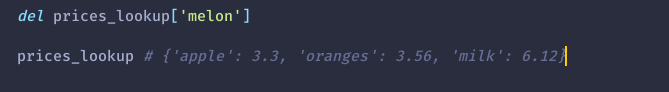 del prices_lookup['melon']
prices_lookup # {'apple': 3.3, 'oranges': 3.56, 'milk': 6.12}